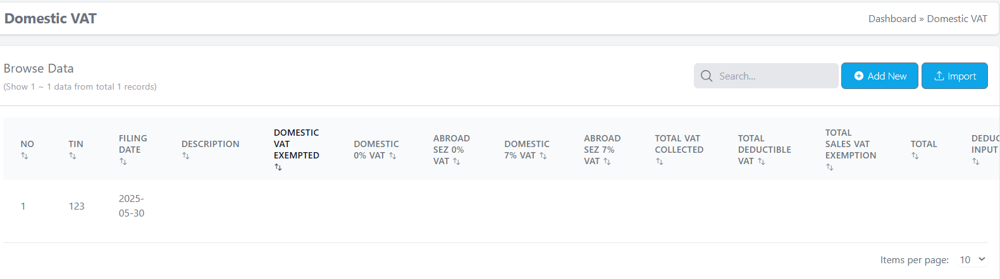 Domestic VAT
Dashboard » Domestic VAT
Browse Data
(Show 1 ~ 1 data from total 1 records)
Search...
Add New
Import
NO
TIN
FILING
DATE
DESCRIPTION
DOMESTIC
VAT
EXEMPTED
DOMESTIC
0% VAT
ABROAD
SEZ 0%
VAT
DOMESTIC
7% VAT
ABROAD
SEZ 7%
VAT
TOTAL VAT
COLLECTED
TOTAL
DEDUCTIBLE
VAT
TOTAL
SALES VAT
EXEMPTION
TOTAL
DEDUC
INPUT
1
123
2025-
05-30
Items per page: 10